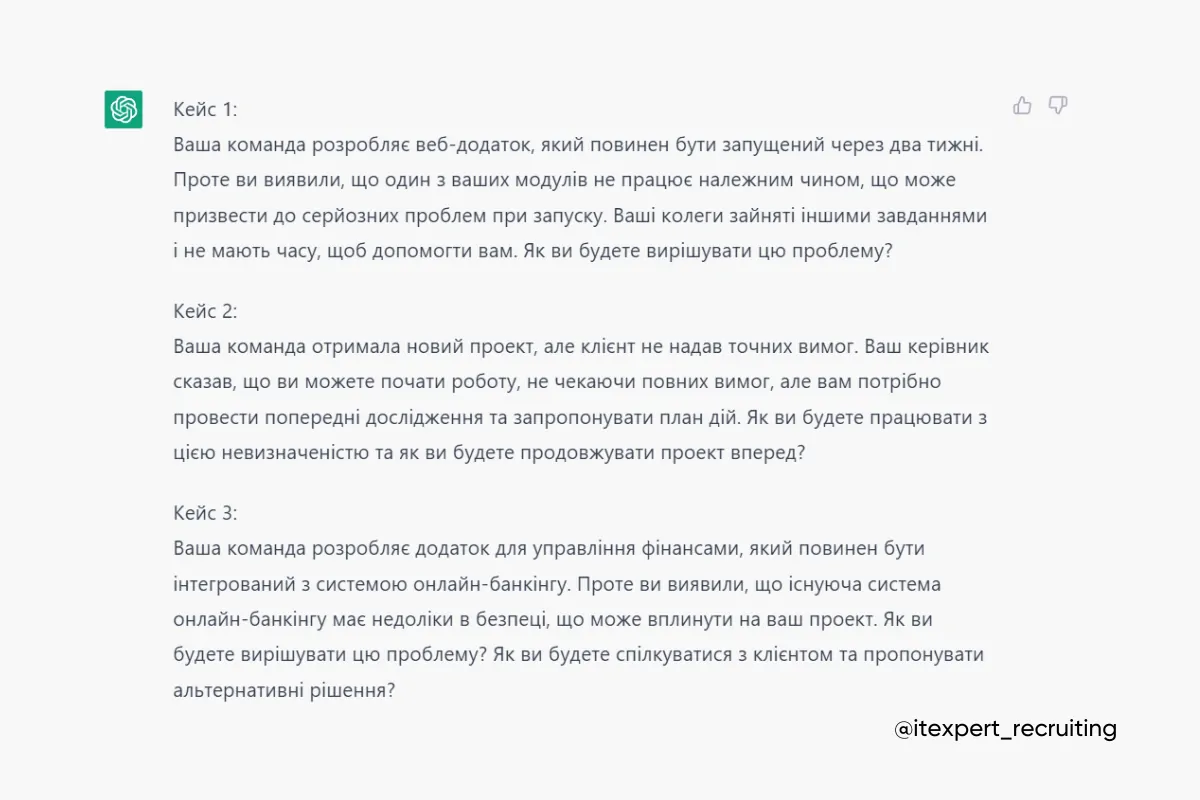 Кейс 1:
Ваша команда розробляє веб-додаток, який повинен бути запущений через два тижні.
Проте ви виявили, що один з ваших модулів не працює належним чином, що може
призвести до серйозних проблем при запуску. Ваші колеги зайняті іншими завданнями
і не мають часу, щоб допомогти вам. Як ви будете вирішувати цю проблему?
Кейс 2:
Ваша команда отримала новий проект, але клієнт не надав точних вимог. Ваш керівник
сказав, що ви можете почати роботу, не чекаючи повних вимог, але вам потрібно
провести попередні дослідження та запропонувати план дій. Як ви будете працювати з
цією невизначеністю та як ви будете продовжувати проект вперед?
Кейс 3:
Ваша команда розробляє додаток для управління фінансами, який повинен бути
інтегрований з системою онлайн-банкінгу. Проте ви виявили, що існуюча система
онлайн-банкінгу має недоліки в безпеці, що може вплинути на ваш проект. Як ви
будете вирішувати цю проблему? Як ви будете спілкуватися з клієнтом та пропонувати
альтернативні рішення?
@itexpert_recruiting